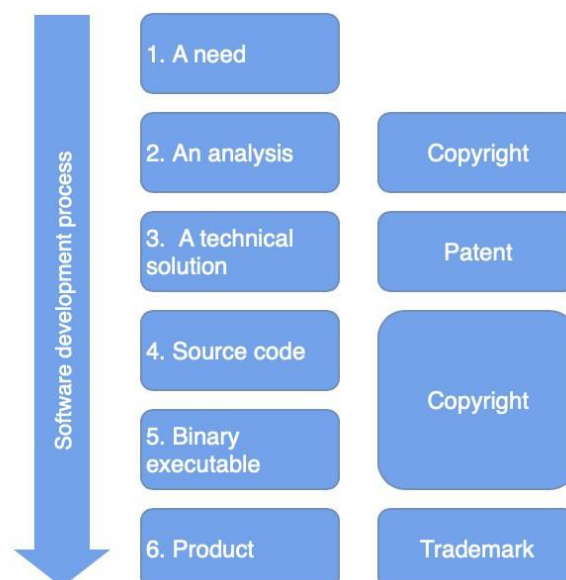 Software development process
1. A need
2. An analysis
Copyright
3. A technical
solution
Patent
4. Source code
Copyright
5. Binary
executable
6. Product
Trademark